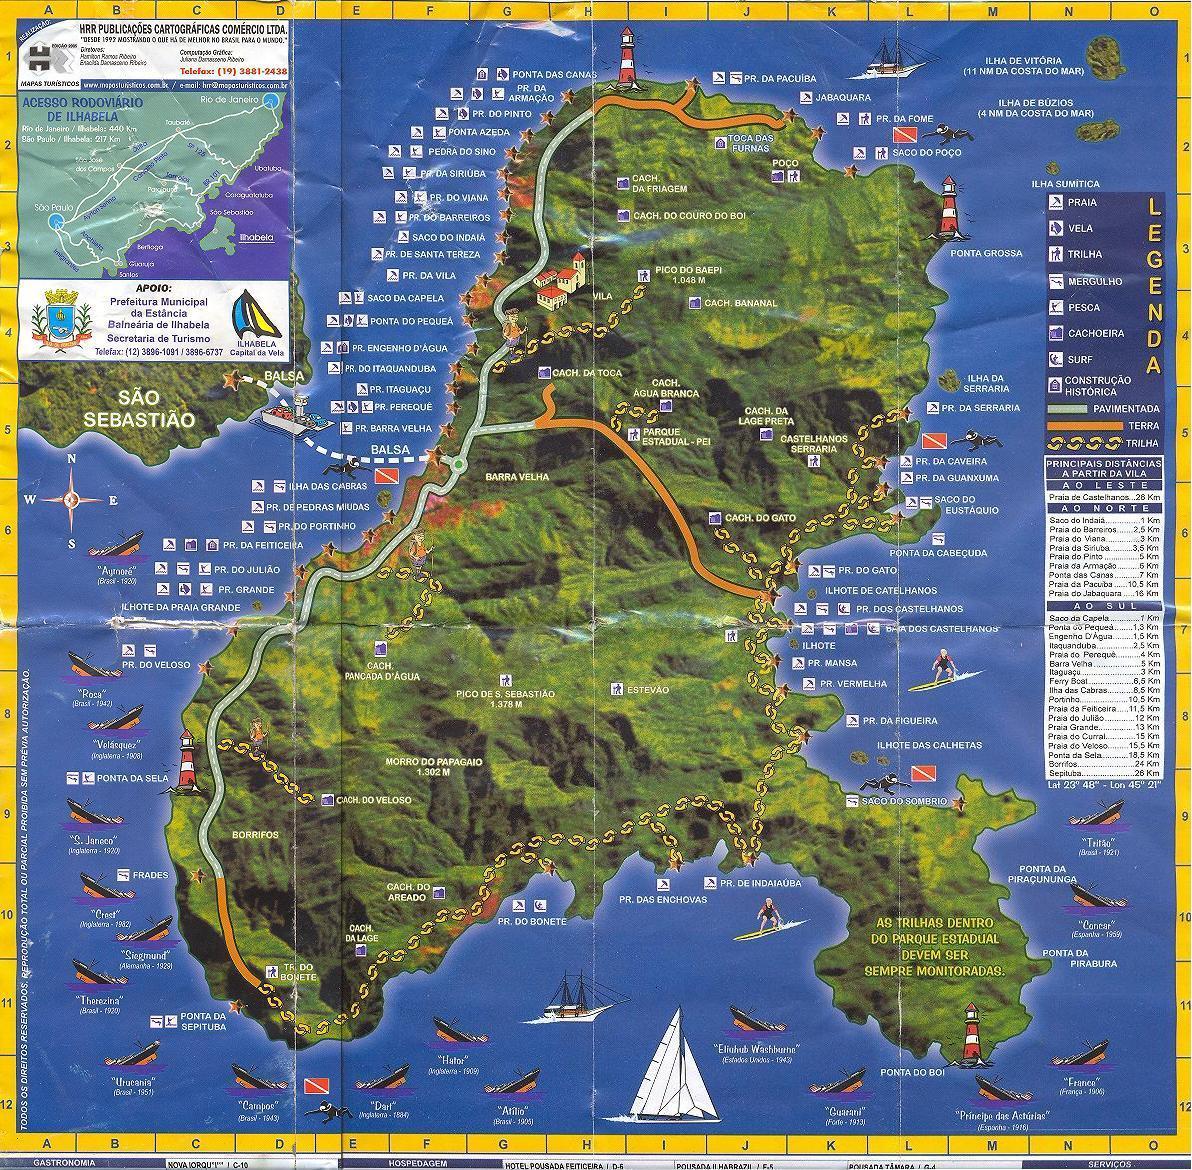 A B C D E F G H I J K L M N O
1
2
3
4
5
6
7
8
9
10
11
12
REALIZAÇÃO:
HRR PUBLICAÇÕES CARTOGRÁFICAS COMÉRCIO LTDA.
"DESDE 1992 MOSTRANDO O QUE HÁ DE MELHOR NO BRASIL PARA O MUNDO."
EDIÇÃO 2005
Diretores:
Hamilton Ramos Ribeiro
Computação Gráfica:
Juliana Damasceno Ribeiro
Telefax: (19) 3881-2438
MAPAS TURÍSTICOS
www.mapasturisticos.com.br / e-mail: hrr@mapasturisticos.com.br
ACESSO RODOVIÁRIO
DE ILHABELA
Rio de Janeiro / Ilhabela: 440 Km
São Paulo / Ilhabela: 217 Km
Rio de Janeiro
Taubaté
São José
dos Campos
Paraibuna
Ubatuba
Caraguatatuba
São Sebastião
Ilhabela
São Paulo
Bertioga
Guarujá
Santos
APOIO:
Prefeitura Municipal
da Estância
Balneária de Ilhabela
Secretaria de Turismo
Telefax: (12) 3896-1091 / 3896-6737
ILHABELA
Capital da Vela
SÃO
SEBASTIÃO
BALSA
BALSA
N
W E
S
PONTA DAS CANAS
PR. DA
ARMAÇÃO
PR. DO PINTO
PONTA AZEDA
PEDRA DO SINO
PR. DA SIRIÚBA
PR. DO VIANA
PR. DO BARREIROS
SACO DO INDAIÁ
PR. DE SANTA TEREZA
PR. DA VILA
SACO DA CAPELA
PONTA DO PEQUEÁ
PR. ENGENHO D'ÁGUA
PR. DO ITAQUANDUBA
PR. ITAGUAÇU
PR. PEREQUÊ
PR. BARRA VELHA
ILHA DAS CABRAS
PR. DE PEDRAS MIUDAS
PR. DO PORTINHO
PR. DA FEITICEIRA
PR. DO JULIÃO
PR. GRANDE
ILHOTE DA PRAIA GRANDE
PR. DO VELOSO
PONTA DA SELA
FRADES
PONTA DA
SEPITUBA
PR. DA PACUÍBA
JABAQUARA
PR. DA FOME
SACO DO POÇO
TOCA DAS
FURNAS
POÇO
CACH.
DA FRIAGEM
CACH. DO COURO DO BOI
PICO DO BAEPI
1.048 M
CACH. BANANAL
VILA
CACH. DA TOCA
CACH.
ÁGUA BRANCA
PARQUE
ESTADUAL - PEI
CACH. DA
LAGE PRETA
CASTELHANOS
SERRARIA
BARRA VELHA
CACH. DO GATO
ILHA DE VITÓRIA
(11 NM DA COSTA DO MAR)
ILHA DE BÚZIOS
(4 NM DA COSTA DO MAR)
ILHA SUMÍTICA
PONTA GROSSA
ILHA DA
SERRARIA
PR. DA SERRARIA
PR. DA CAVEIRA
PR. DA GUANXUMA
SACO DO
EUSTÁQUIO
PONTA DA CABEÇUDA
PR. DO GATO
ILHOTE DE CATELHANOS
PR. DOS CASTELHANOS
BAIA DOS CASTELHANOS
ILHOTE
PR. MANSA
PR. VERMELHA
PR. DA FIGUEIRA
ILHOTE DAS CALHETAS
SACO DO SOMBRIO
PONTA DA
PIRAÇUNUNGA
PONTA DA
PIRABURA
PONTA DO BOI
CACH.
PANCADA D'ÁGUA
PICO DE S. SEBASTIÃO
1.378 M
ESTEVÃO
MORRO DO PAPAGAIO
1.302 M
CACH. DO VELOSO
BORRIFOS
CACH. DO
AREADO
CACH.
DA LAGE
TR. DO
BONETE
PR. DO BONETE
PR. DAS ENCHOVAS
PR. DE INDAIAÚBA
AS TRILHAS DENTRO
DO PARQUE ESTADUAL
DEVEM SER
SEMPRE MONITORADAS.
LEGENDA
PRAIA
VELA
TRILHA
MERGULHO
PESCA
CACHOEIRA
SURF
CONSTRUÇÃO
HISTÓRICA
PAVIMENTADA
TERRA
TRILHA
PRINCIPAIS DISTÂNCIAS
A PARTIR DA VILA
AO LESTE
Praia de Castelhanos...26 Km
AO NORTE
Saco do Indaiá............1 Km
Praia do Barreiros.......2,5 Km
Praia do Viana............3 Km
Praia da Siriuba..........3,5 Km
Praia do Pinto.............5 Km
Praia da Armação........6 Km
Ponta das Canas.........7 Km
Praia da Pacuiba.......10,5 Km
Praia do Jabaquara.....16 Km
AO SUL
Saco da Capela...........1 Km
Ponta do Pequeá.........1,3 Km
Engenho D'Água.........1,5 Km
Itaquanduba...............2,5 Km
Praia do Perequê........4 Km
Barra Velha................5 Km
Itaguaçu....................3 Km
Ferry Boat.................6,5 Km
Ilha das Cabras..........8,5 Km
Portinho....................10,5 Km
Praia da Feiticeira......11,5 Km
Praia do Julião...........12 Km
Praia Grande.............13 Km
Praia do Curral..........15 Km
Praia do Veloso.........15,5 Km
Ponta da Sela............18,5 Km
Borrifos....................24 Km
Sepituba...................26 Km
Lat 23° 48" - Lon 45° 21"
"Aymoré"
(Brasil - 1920)
"Rosa"
(Brasil - 1942)
"Velásquez"
(Inglaterra - 1908)
"S. Janeco"
(Inglaterra - 1920)
"Crest"
(Inglaterra - 1982)
"Siegmund"
(Alemanha - 1929)
"Therezina"
(Brasil - 1920)
"Urucania"
(Brasil - 1951)
"Campos"
(Brasil - 1943)
"Dart"
(Inglaterra - 1884)
"Hator"
(Inglaterra - 1909)
"Atílio"
(Brasil - 1905)
"Elihub Washburne"
(Estados Unidos - 1943)
"Guarani"
(Forte - 1913)
"Príncipe das Astúrias"
(Espanha - 1916)
"France"
(França - 1906)
"Concar"
(Espanha - 1959)
"Tritão"
(Brasil - 1921)
TODOS OS DIREITOS RESERVADOS. REPRODUÇÃO TOTAL OU PARCIAL PROIBIDA SEM PRÉVIA AUTORIZAÇÃO.
A B C D E F G H I J K L M N O
GASTRONOMIA
C-10
HOSPEDAGEM
HOTEL POUSADA FEITICEIRA / D-6
POUSADA ILHABRAZIL / F-5
POUSADA TÂMARA / G-4
SERVIÇOS